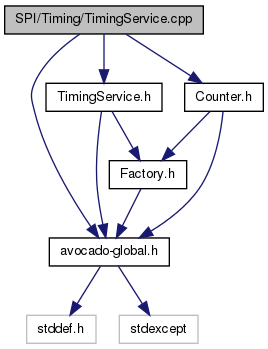 SPI/Timing/TimingService.cpp
TimingService.h
Counter.h
Factory.h
avocado-global.h
stddef.h
stdexcept